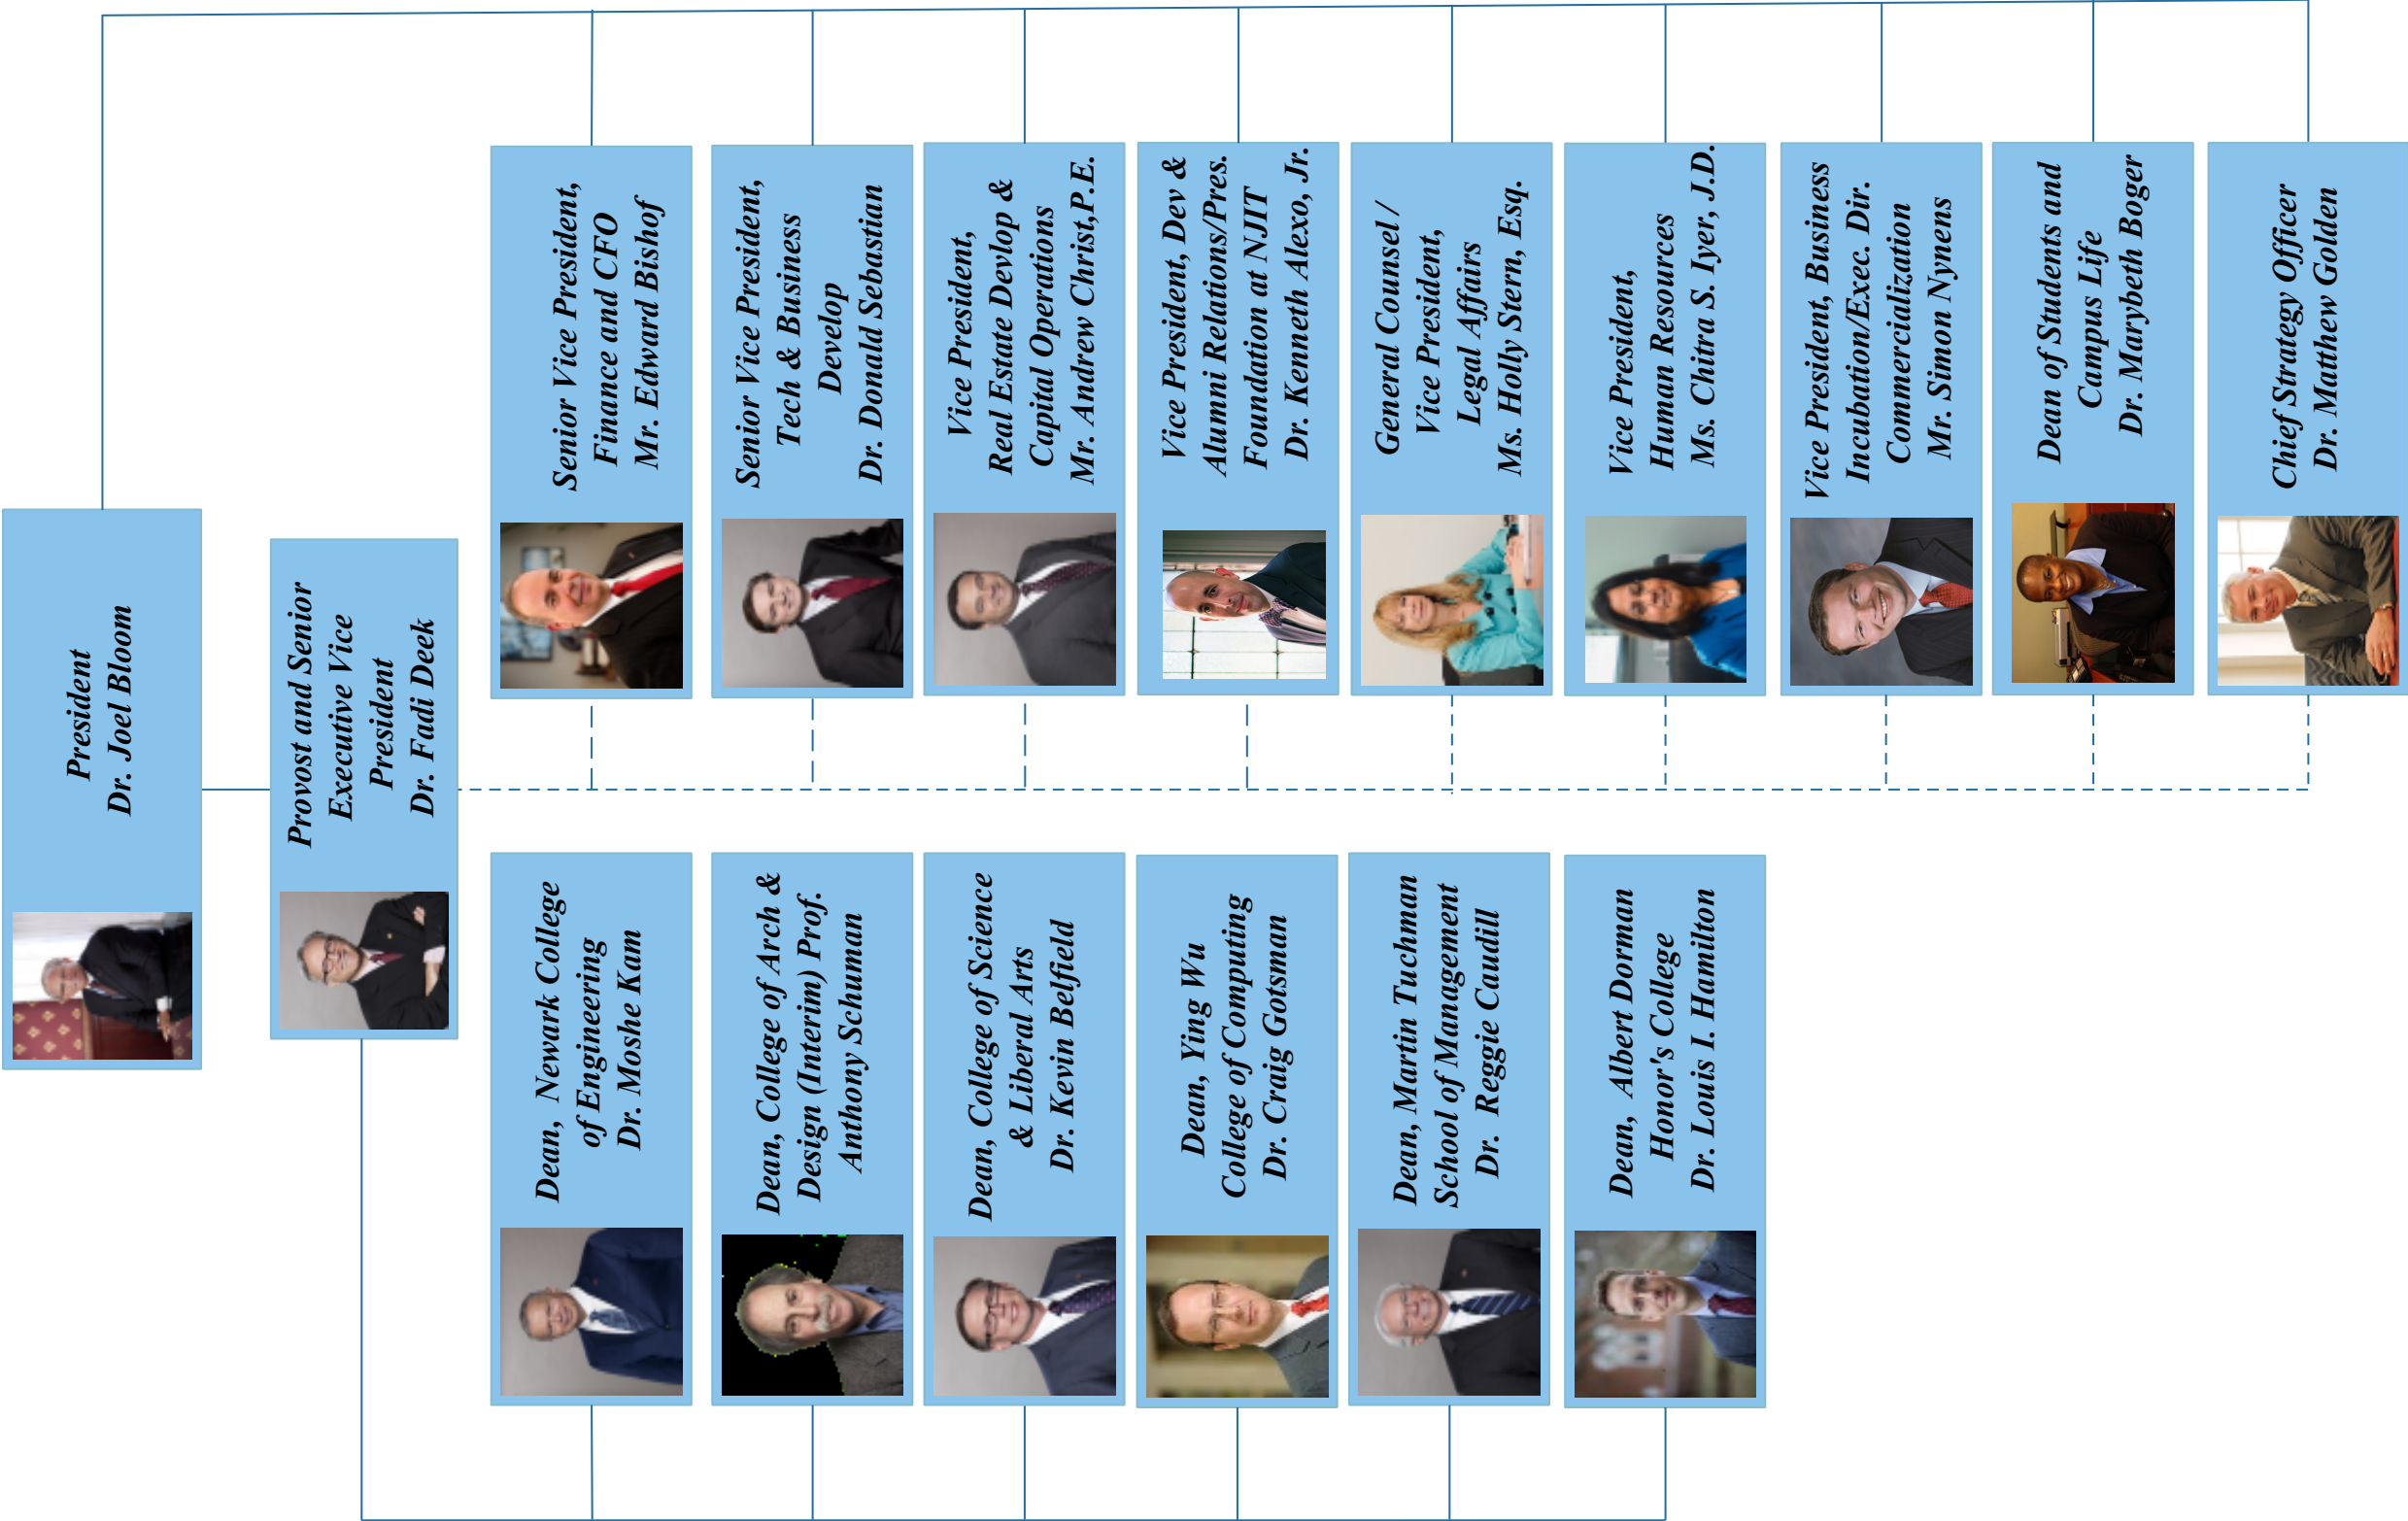 President
Dr. Joel Bloom
Provost and Senior
Executive Vice
President
Dr. Fadi Deek
Dean, Newark College
of Engineering
Dr. Moshe Kam
Dean, College of Arch &
Design (Interim) Prof.
Anthony Schuman
Dean, College of Science
& Liberal Arts
Dr. Kevin Belfield
Dean, Ying Wu
College of Computing
Dr. Craig Gotsman
Dean, Martin Tuchman
School of Management
Dr. Reggie Caudill
Dean, Albert Dorman
Honor's College
Dr. Louis I. Hamilton
Senior Vice President,
Finance and CFO
Mr. Edward Bishof
Senior Vice President,
Tech & Business
Develop
Dr. Donald Sebastian
Vice President,
Real Estate Devlop &
Capital Operations
Mr. Andrew Christ,P.E.
Vice President, Dev &
Alumni Relations/Pres.
Foundation at NJIT
Dr. Kenneth Alexo, Jr.
General Counsel /
Vice President,
Legal Affairs
Ms. Holly Stern, Esq.
Vice President,
Human Resources
Ms. Chitra S. Iyer, J.D.
Vice President, Business
Incubation/Exec. Dir.
Commercialization
Mr. Simon Nynens
Dean of Students and
Campus Life
Dr. Marybeth Boger
Chief Strategy Officer
Dr. Matthew Golden